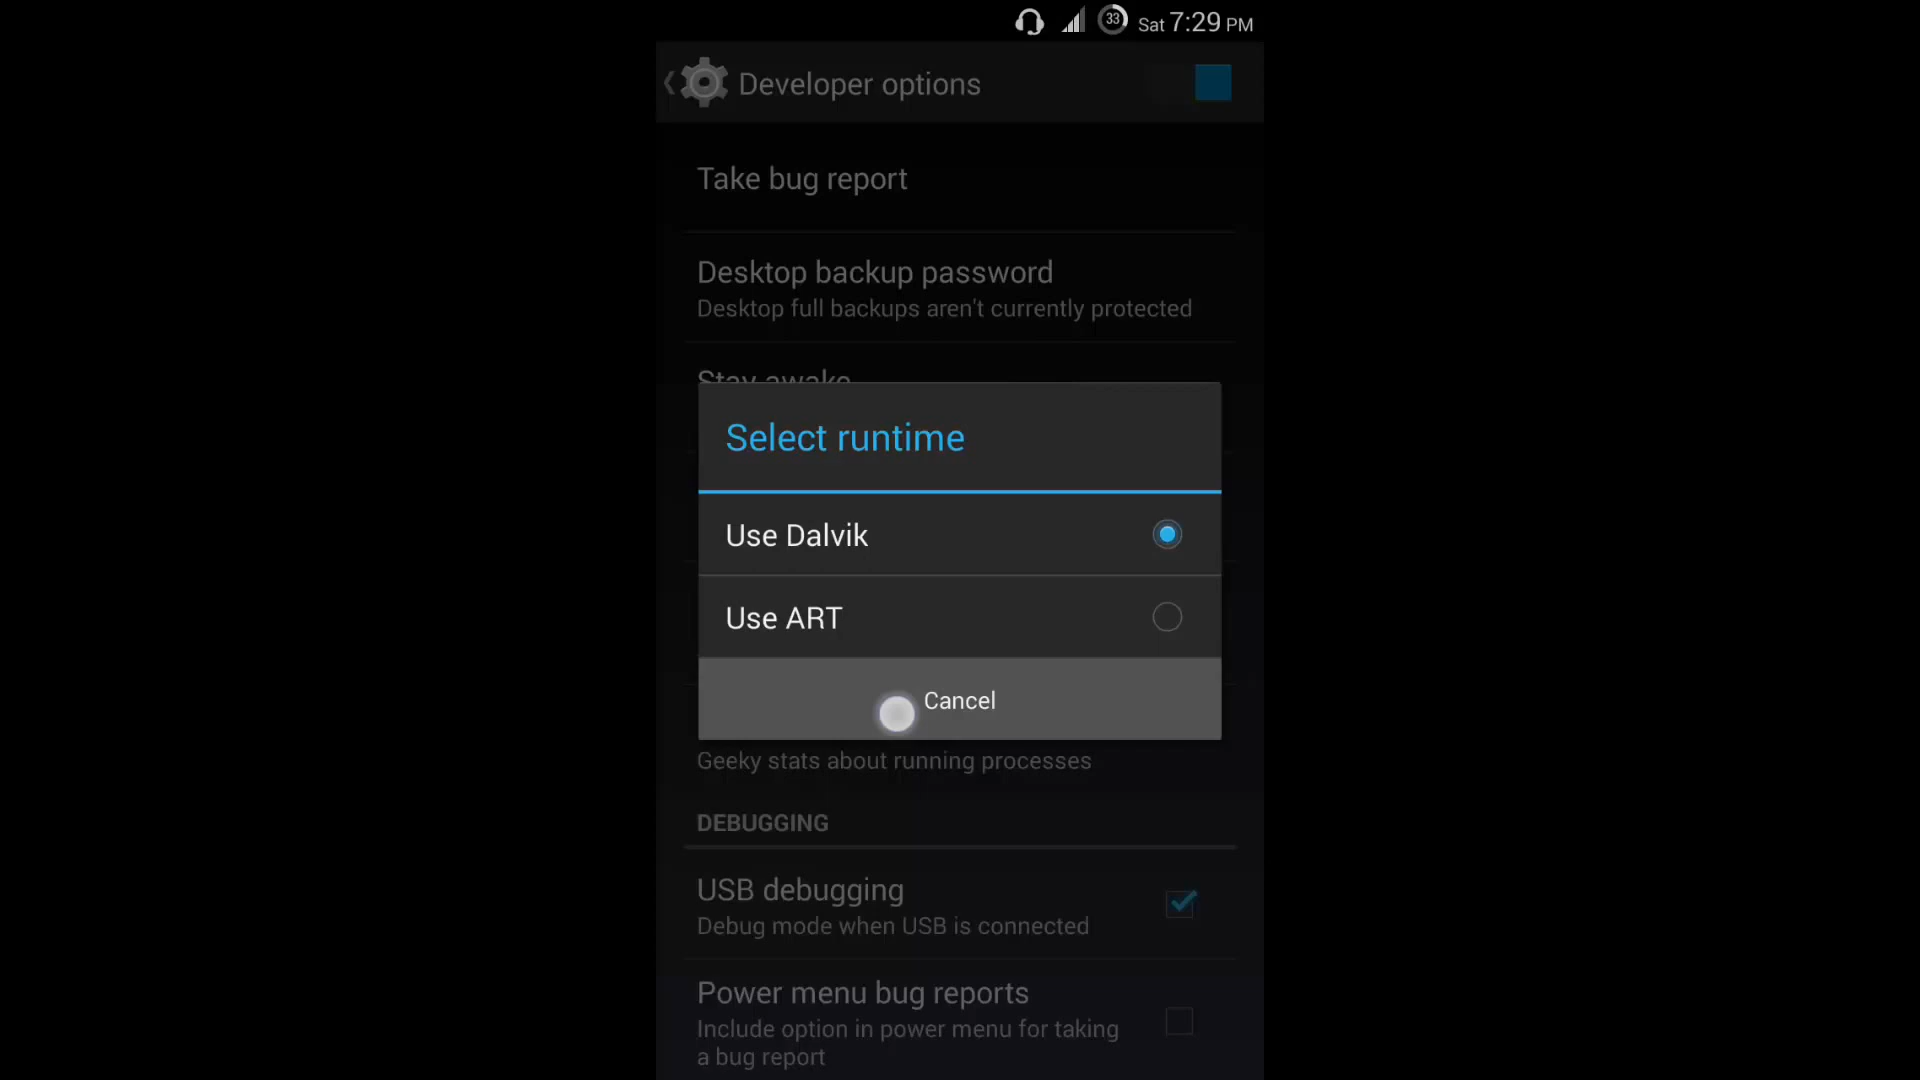 33 Sat 7:29 PM
Developer options
Take bug report
Desktop backup password
Desktop full backups aren't currently protected
Stay awake
Select runtime
Use Dalvik
Use ART
Cancel
Geeky stats about running processes
DEBUGGING
USB debugging
Debug mode when USB is connected
Power menu bug reports
Include option in power menu for taking
a bug report